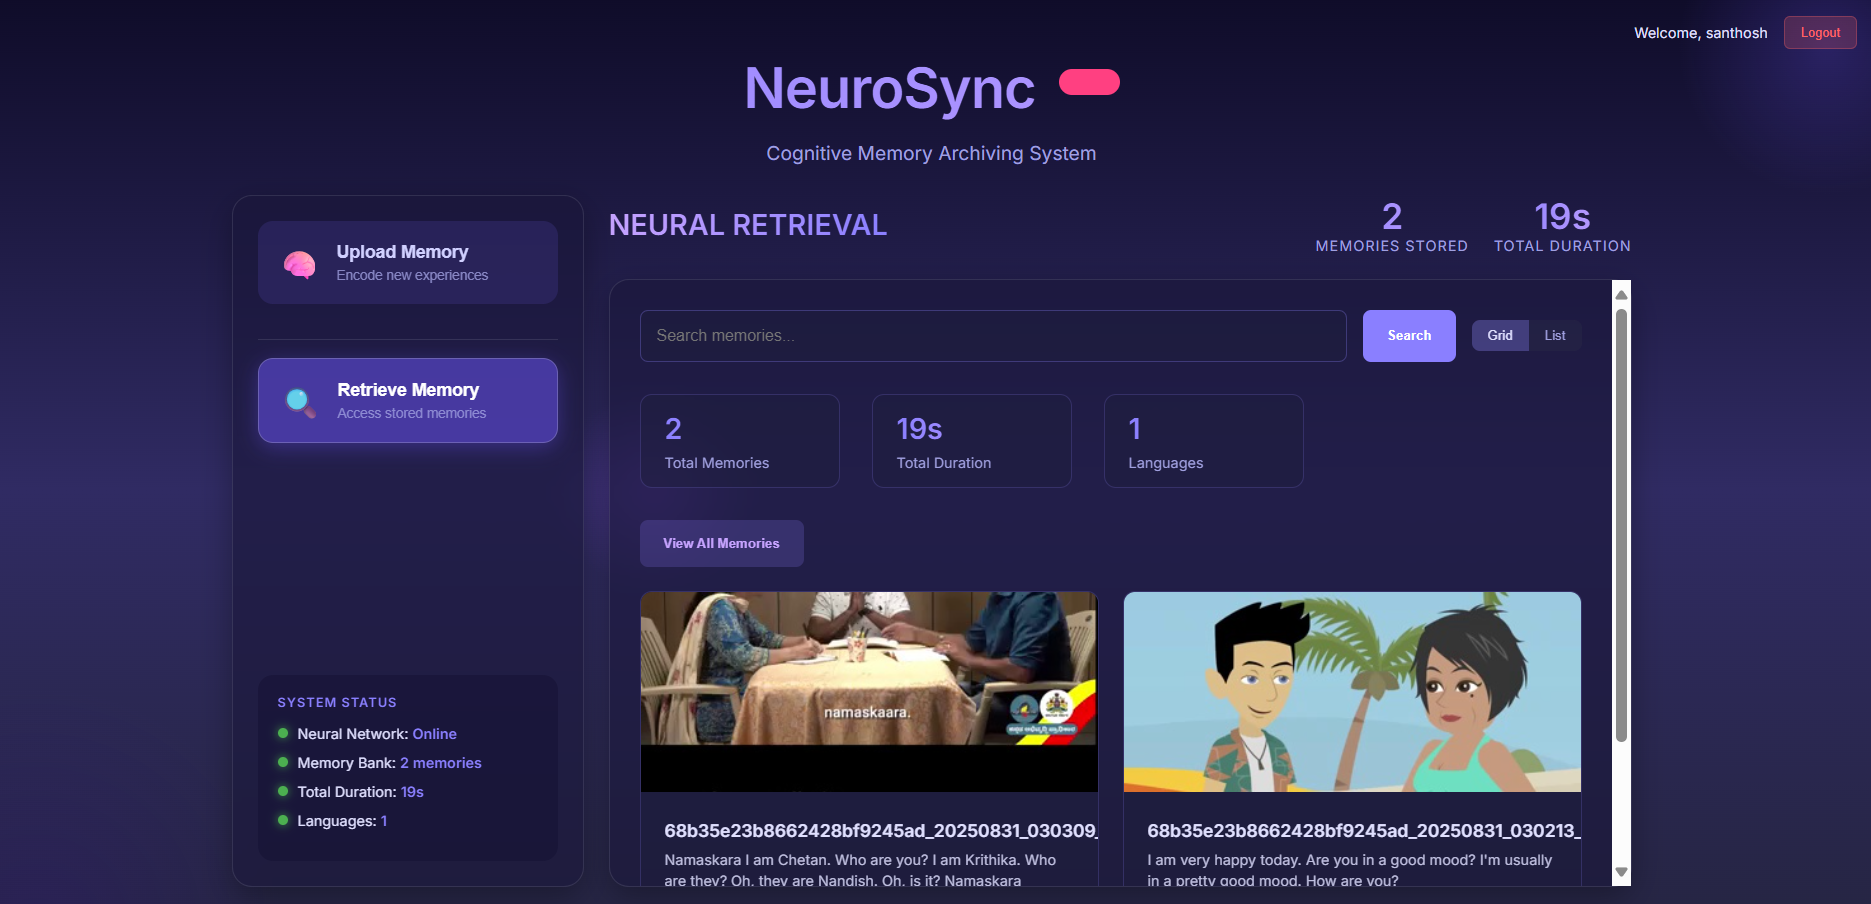 Welcome, santhosh
Logout
NeuroSync
Cognitive Memory Archiving System
Upload Memory
Encode new experiences
Retrieve Memory
Access stored memories
SYSTEM STATUS
Neural Network: Online
Memory Bank: 2 memories
Total Duration: 19s
Languages: 1
NEURAL RETRIEVAL
2
MEMORIES STORED
19s
TOTAL DURATION
Search memories...
Search
Grid
List
2
Total Memories
19s
Total Duration
1
Languages
View All Memories
namaskaara.
68b35e23b8662428bf9245ad_20250831_030309_
Namaskara I am Chetan. Who are you? I am Krithika. Who
are they? Oh, they are Nandish. Oh, is it? Namaskara
68b35e23b8662428bf9245ad_20250831_030213_
I am very happy today. Are you in a good mood? I'm usually
in a pretty good mood. How are you?